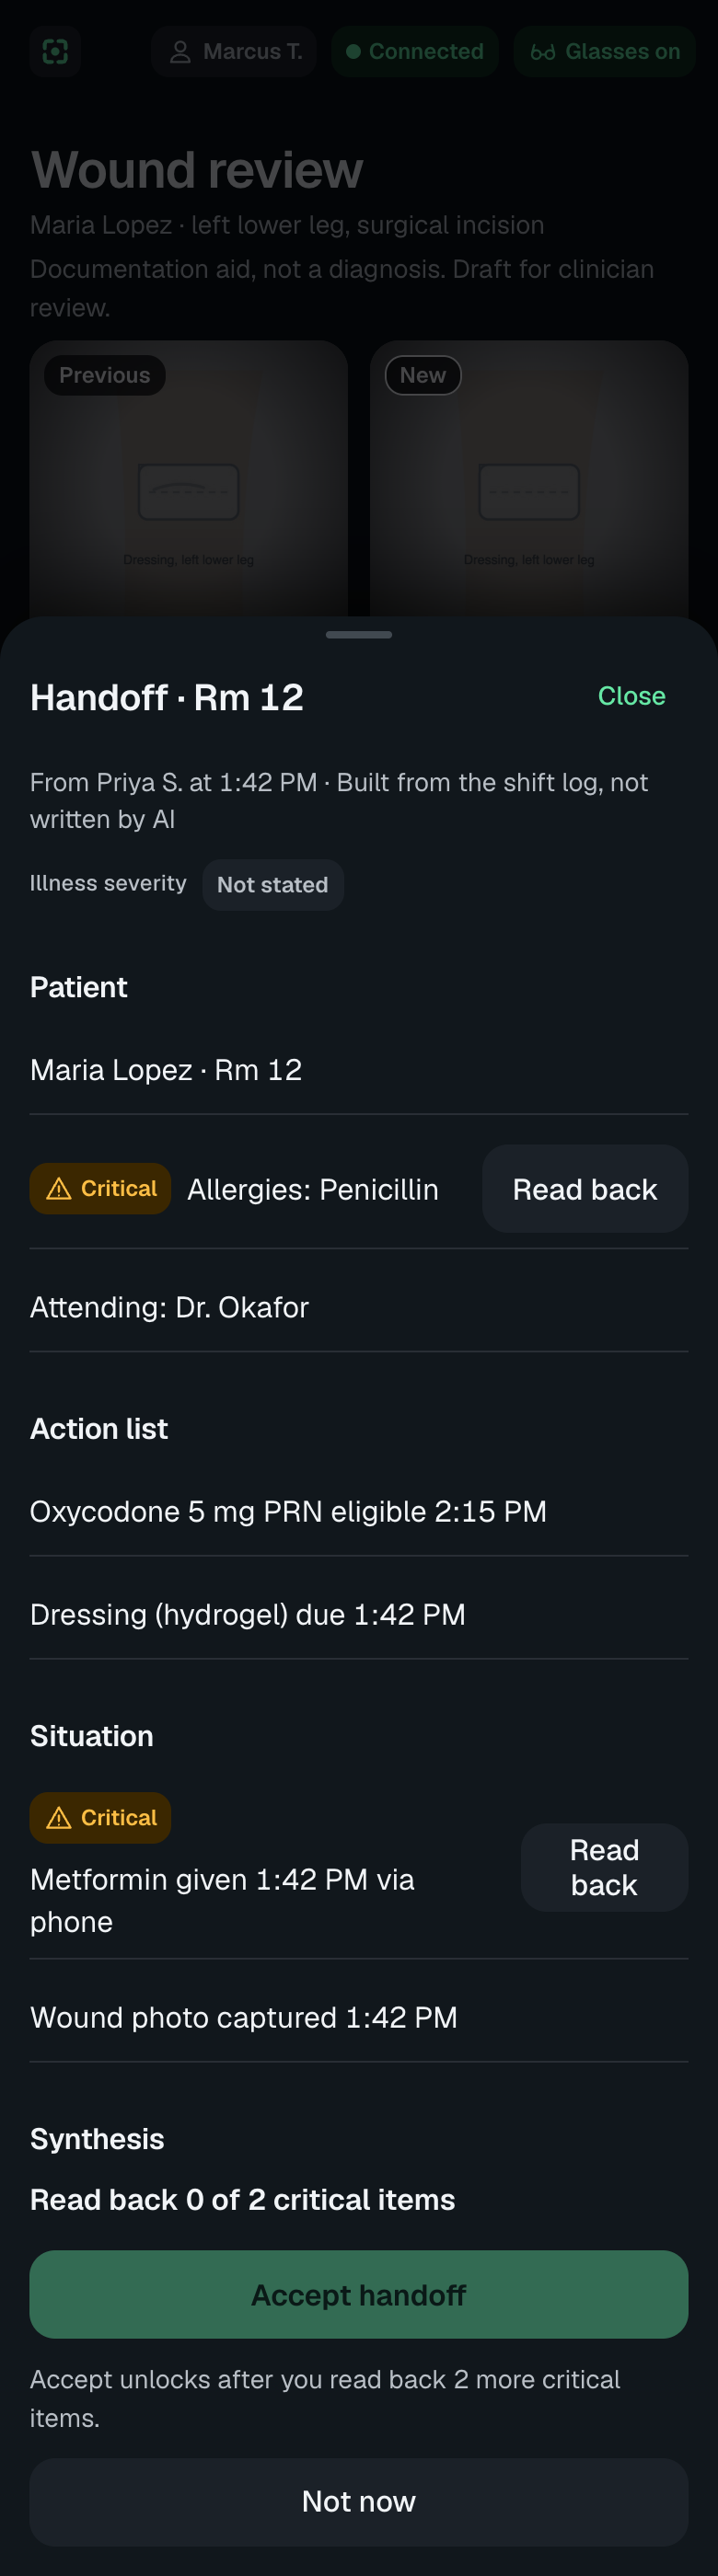 Marcus T.
Connected
Glasses on
Wound review
Maria Lopez · left lower leg, surgical incision
Documentation aid, not a diagnosis. Draft for clinician
review.
Previous
New
Dressing, left lower leg
Dressing, left lower leg
Handoff · Rm 12
Close
From Priya S. at 1:42 PM · Built from the shift log, not
written by AI
Illness severity
Not stated
Patient
Maria Lopez · Rm 12
Critical
Allergies: Penicillin
Read back
Attending: Dr. Okafor
Action list
Oxycodone 5 mg PRN eligible 2:15 PM
Dressing (hydrogel) due 1:42 PM
Situation
Critical
Metformin given 1:42 PM via
phone
Read
back
Wound photo captured 1:42 PM
Synthesis
Read back 0 of 2 critical items
Accept handoff
Accept unlocks after you read back 2 more critical
items.
Not now